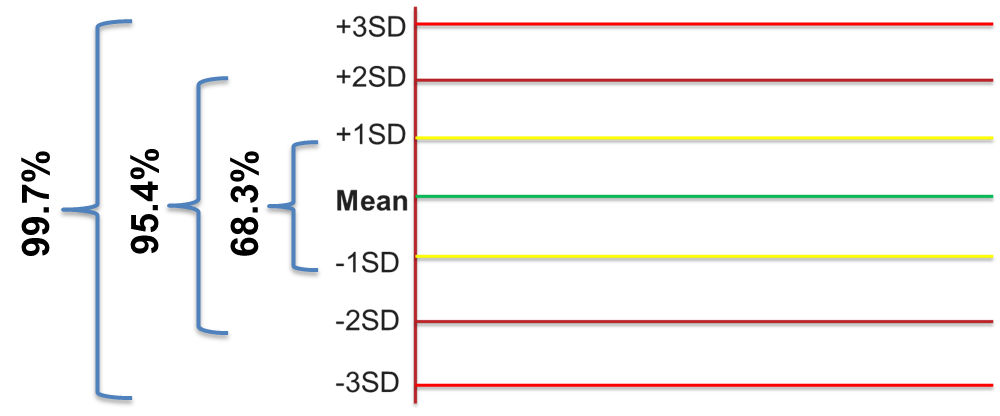 99.7%
95.4%
68.3%
+3SD
+2SD
+1SD
Mean
-1SD
-2SD
-3SD